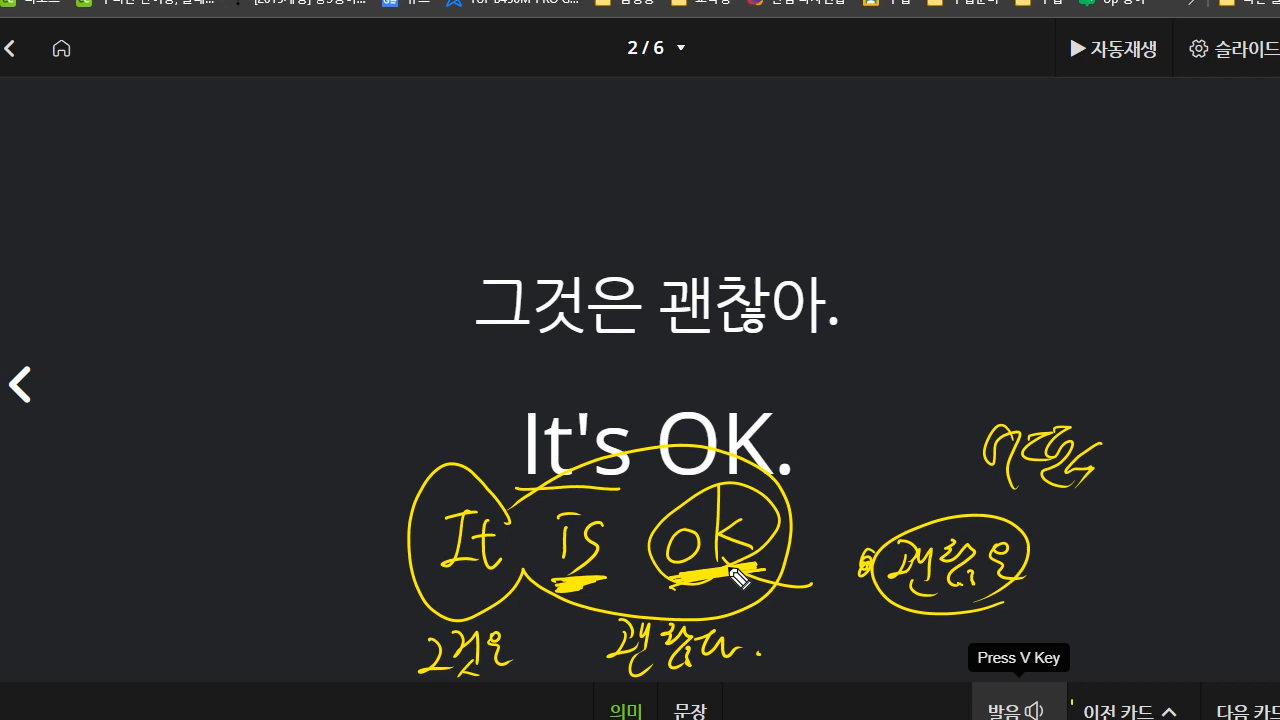 2 / 6
▶ 자동재생
슬라이드
그것은 괜찮아.
It's OK.
It is ok
괜찮은
그것은
괜찮다.
Press V Key
의미
문장
발음
이전 카드
다음 카드